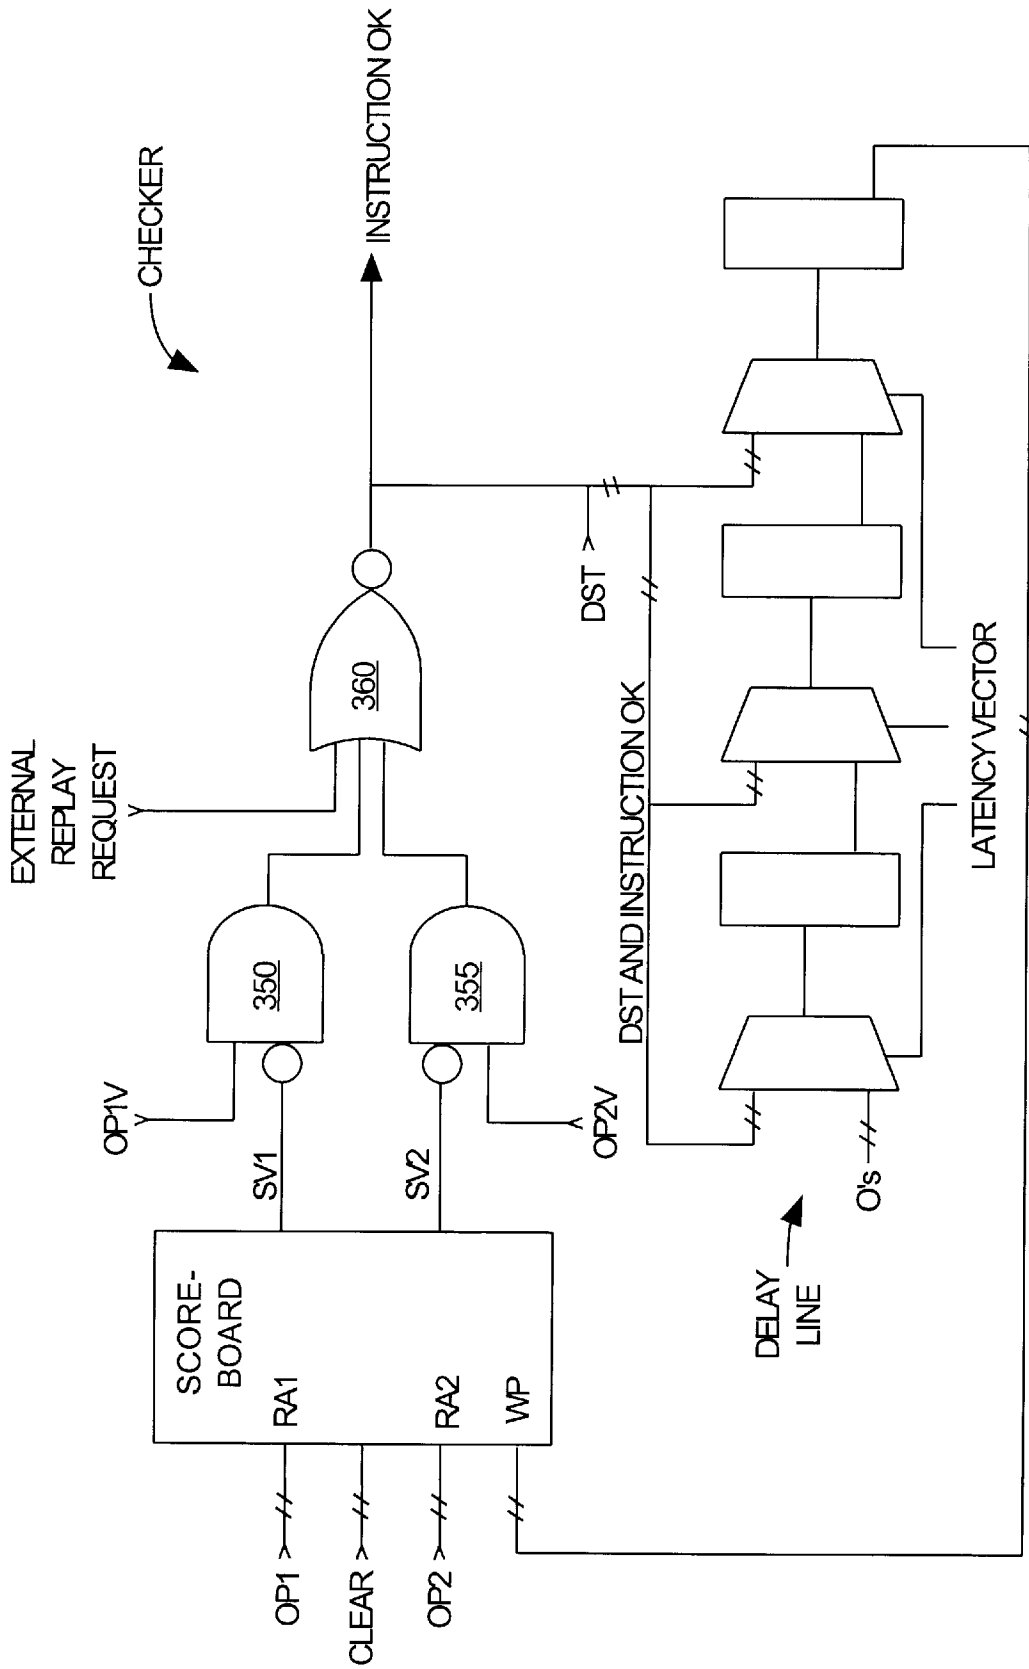 CHECKER
EXTERNAL
REPLAY
REQUEST
INSTRUCTION OK
OP1V
350
360
SV1
SCORE-
BOARD
OP1
RA1
CLEAR
OP2
RA2
WP
SV2
355
OP2V
DST
DST AND INSTRUCTION OK
DELAY
LINE
O's
LATENCY VECTOR